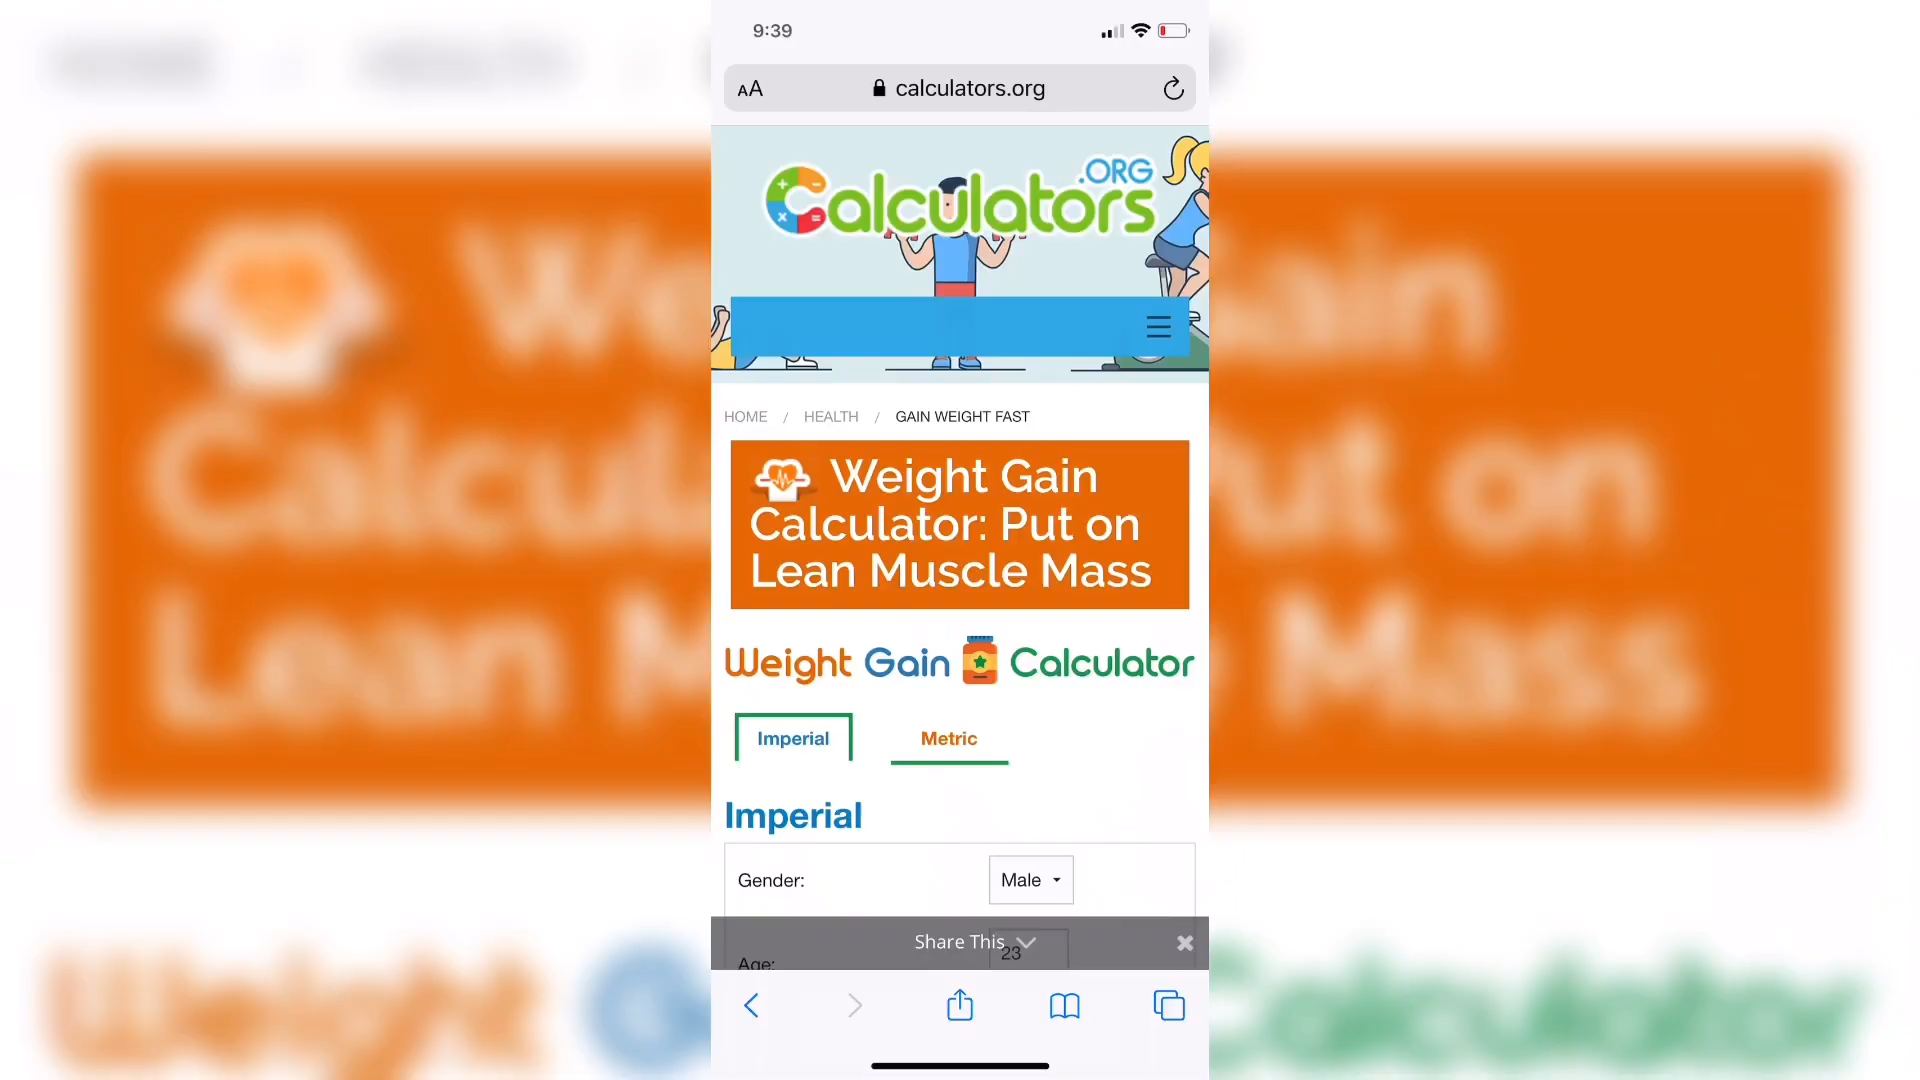 9:39
AA calculators.org
Calculators.ORG
HOME / HEALTH / GAIN WEIGHT FAST
Weight Gain
Calculator: Put on
Lean Muscle Mass
Weight Gain Calculator
Imperial Metric
Imperial
Gender: Male
Share This
Age: 23